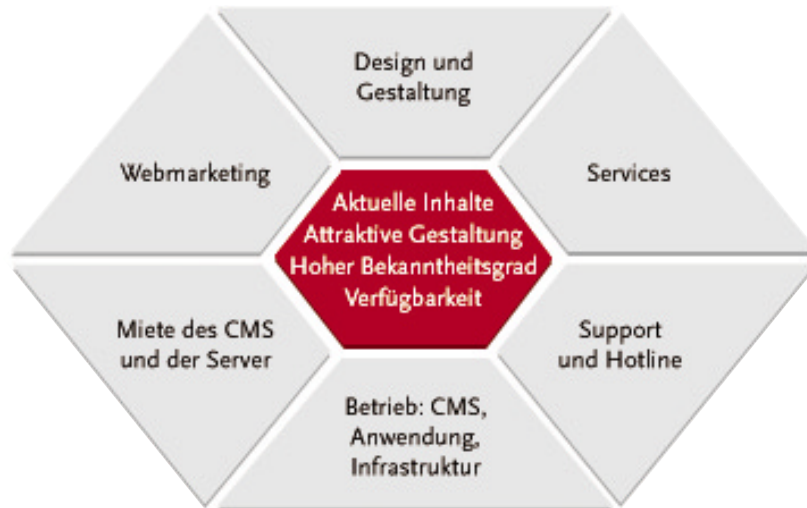 Design und
Gestaltung
Webmarketing
Services
Aktuelle Inhalte
Attraktive Gestaltung
Hoher Bekanntheitsgrad
Verfügbarkeit
Miete des CMS
und der Server
Support
und Hotline
Betrieb: CMS,
Anwendung,
Infrastruktur